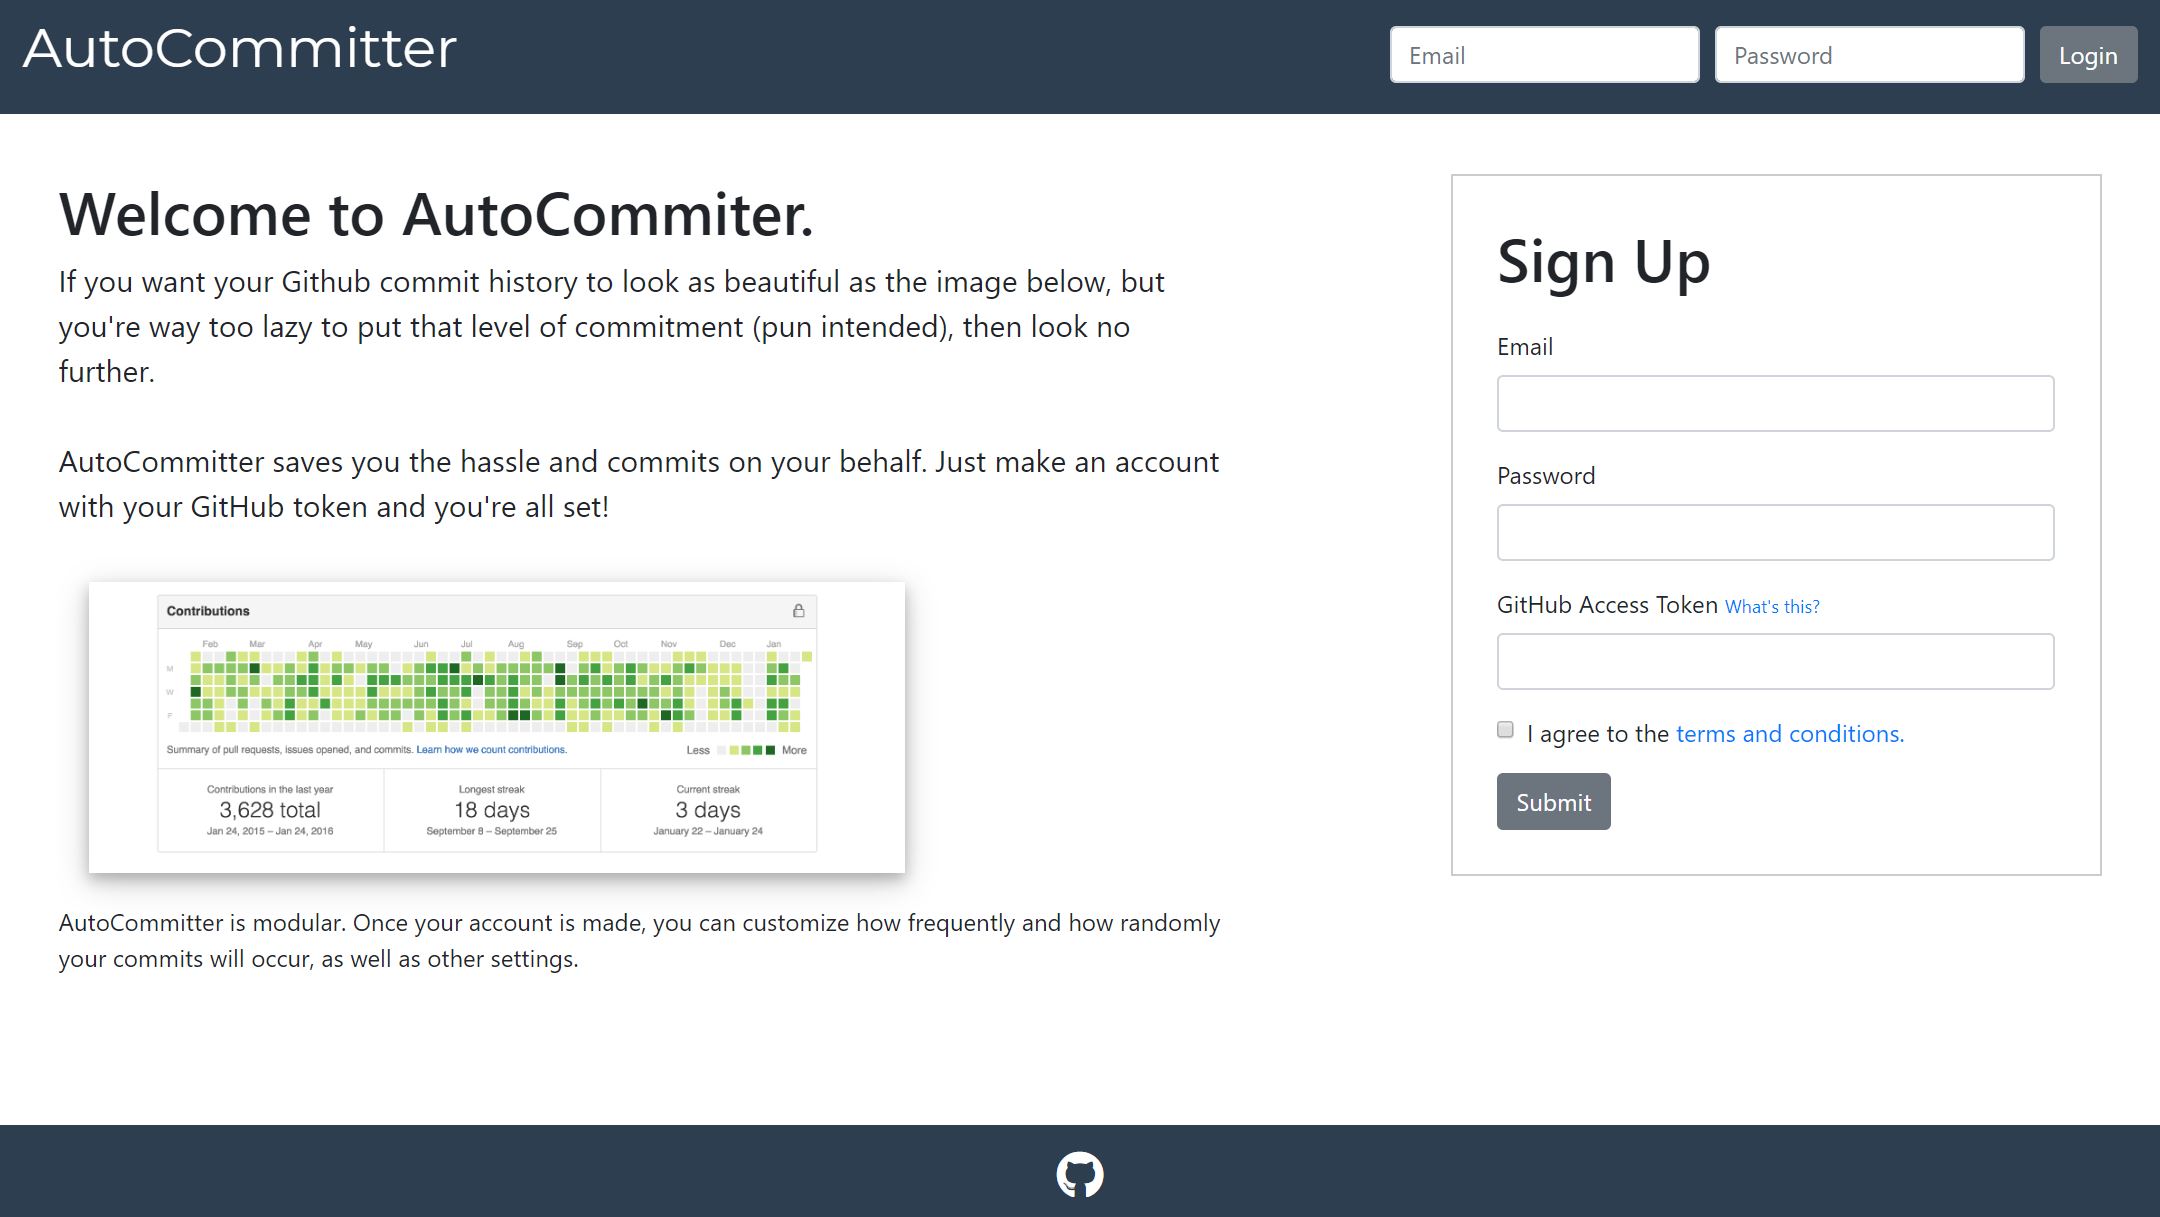 AutoCommitter
Email
Password
Login
Welcome to AutoCommiter.
If you want your Github commit history to look as beautiful as the image below, but
you're way too lazy to put that level of commitment (pun intended), then look no
further.
AutoCommitter saves you the hassle and commits on your behalf. Just make an account
with your GitHub token and you're all set!
Contributions
Feb Mar Apr May Jun Jul Aug Sep Oct Nov Dec Jan
M
W
F
Summary of pull requests, issues opened, and commits. Learn how we count contributions.
Less More
Contributions in the last year
3,628 total
Jan 24, 2015 – Jan 24, 2016
Longest streak
18 days
September 8 – September 25
Current streak
3 days
January 22 – January 24
AutoCommitter is modular. Once your account is made, you can customize how frequently and how randomly
your commits will occur, as well as other settings.
Sign Up
Email
Password
GitHub Access Token What's this?
I agree to the terms and conditions.
Submit